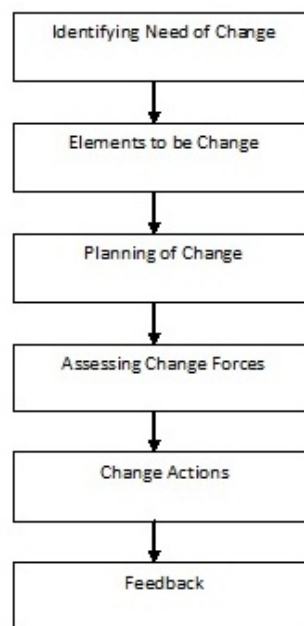 Identifying Need of Change
Elements to be Change
Planning of Change
Assessing Change Forces
Change Actions
Feedback